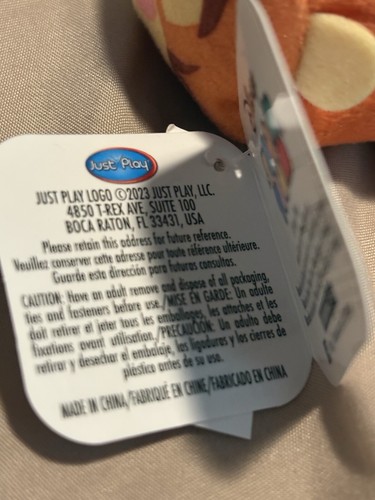 Just Play
JUST PLAY LOGO ©2023 JUST PLAY, LLC.
4850 T-REX AVE, SUITE 100
BOCA RATON, FL 33431, USA
Please retain this address for future reference.
Veuillez conserver cette adresse pour toute référence ultérieure.
Guarde esta dirección para futuras consultas.
CAUTION: Have an adult remove and dispose of all packaging,
ties and fasteners before use./MISE EN GARDE: Un adulte
doit retirer et jeter tous les emballages, les attaches et les
fixations avant utilisation./PRECAUCIÓN: Un adulto debe
retirar y desechar el embalaje, las ligaduras y los cierres de
plástico antes de su uso.
MADE IN CHINA/FABRIQUÉ EN CHINE/FABRICADO EN CHINA